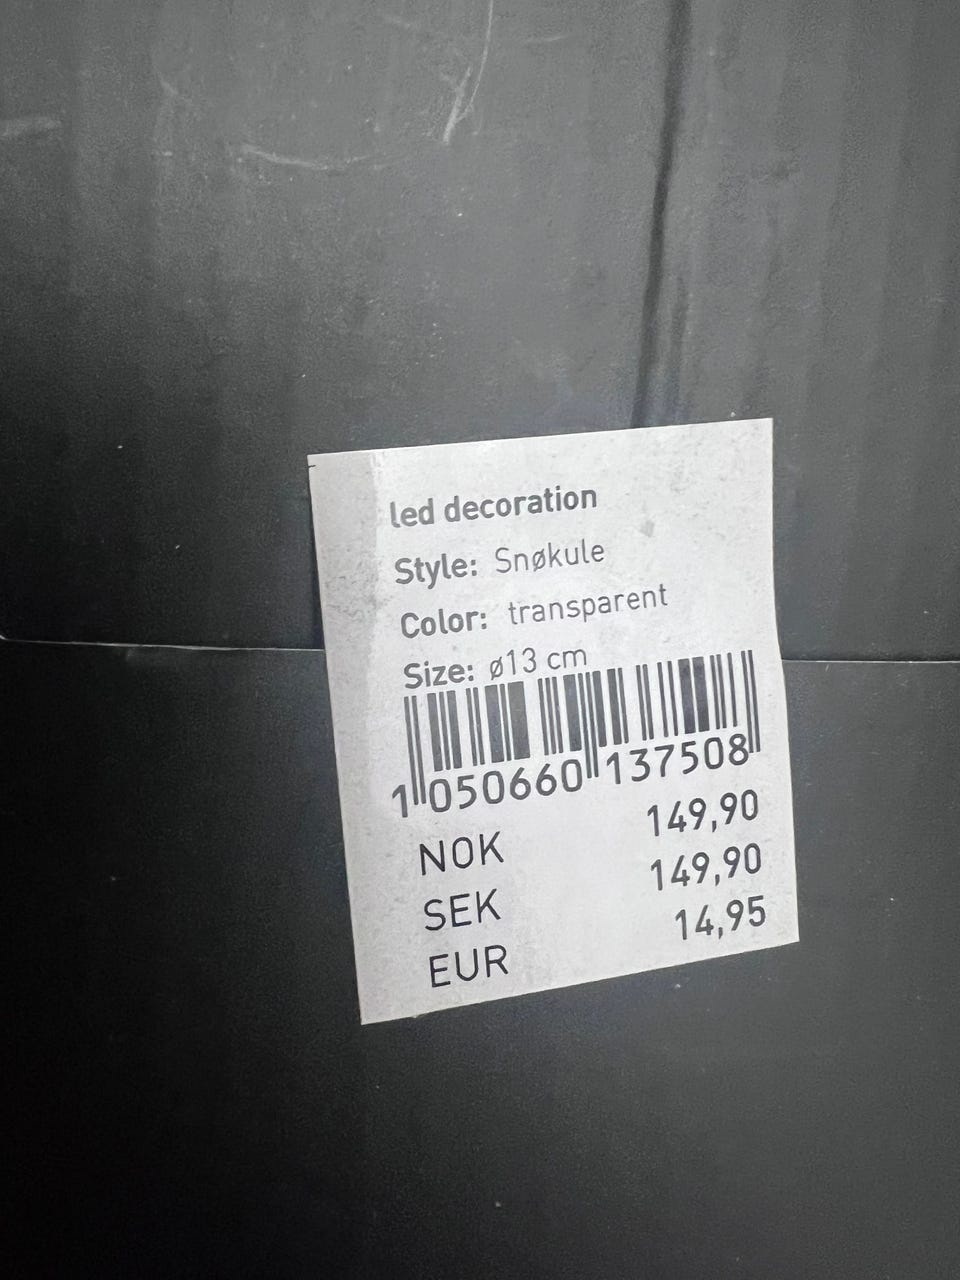 led decoration
Style: Snøkule
Color: transparent
Size: ø13 cm
1 050660 137508
NOK 149,90
SEK 149,90
EUR 14,95